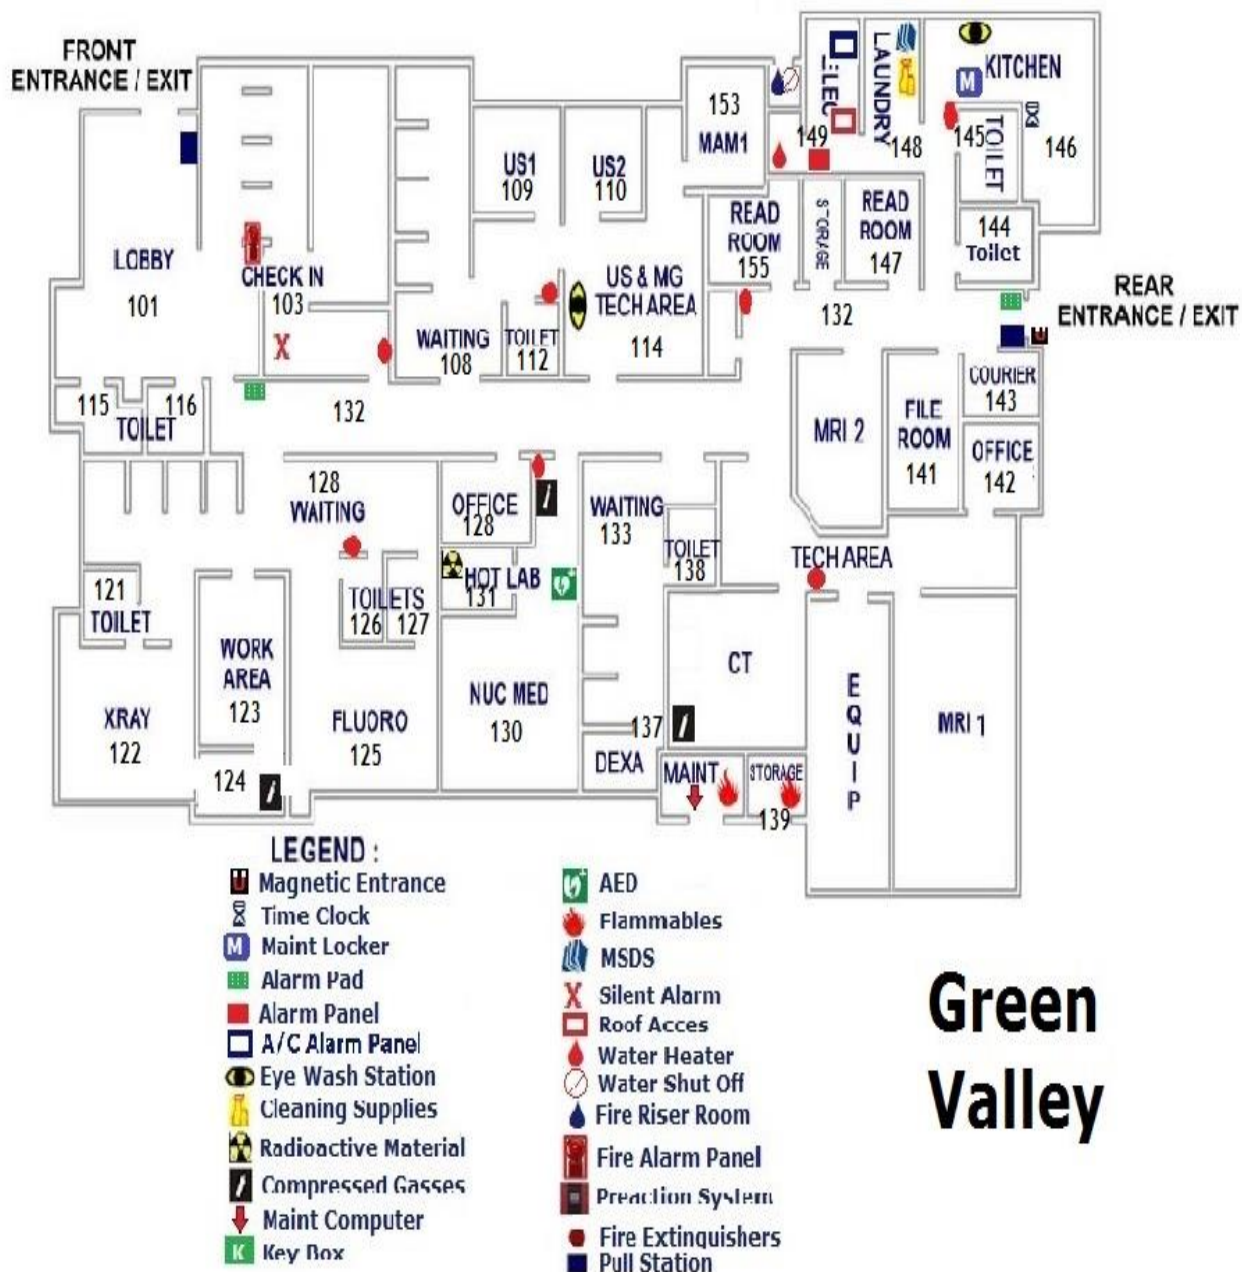 FRONT
ENTRANCE / EXIT
LOBBY
101
CHECK IN
103
US1
109
US2
110
153
MAM1
ELEC
149
LAUNDRY
148
M
KITCHEN
145
TOILET
146
READ
ROOM
155
STORAGE
READ
ROOM
147
144
Toilet
US & MG
TECH AREA
114
WAITING
108
TOILET
112
132
REAR
ENTRANCE / EXIT
115
116
TOILET
132
MRI 2
FILE
ROOM
141
COURIER
143
OFFICE
142
128
WAITING
OFFICE
128
WAITING
133
TOILET
138
TECH AREA
HOT LAB
131
121
TOILET
TOILETS
126
127
WORK
AREA
123
XRAY
122
124
FLUORO
125
NUC MED
130
137
DEXA
CT
MAINT
STORAGE
139
EQUIP
MRI 1
LEGEND :
Magnetic Entrance
Time Clock
M Maint Locker
Alarm Pad
Alarm Panel
A/C Alarm Panel
Eye Wash Station
Cleaning Supplies
Radioactive Material
Compressed Gasses
Maint Computer
K Key Box
AED
Flammables
MSDS
Silent Alarm
Roof Acces
Water Heater
Water Shut Off
Fire Riser Room
Fire Alarm Panel
Preaction System
Fire Extinguishers
Pull Station
Green
Valley